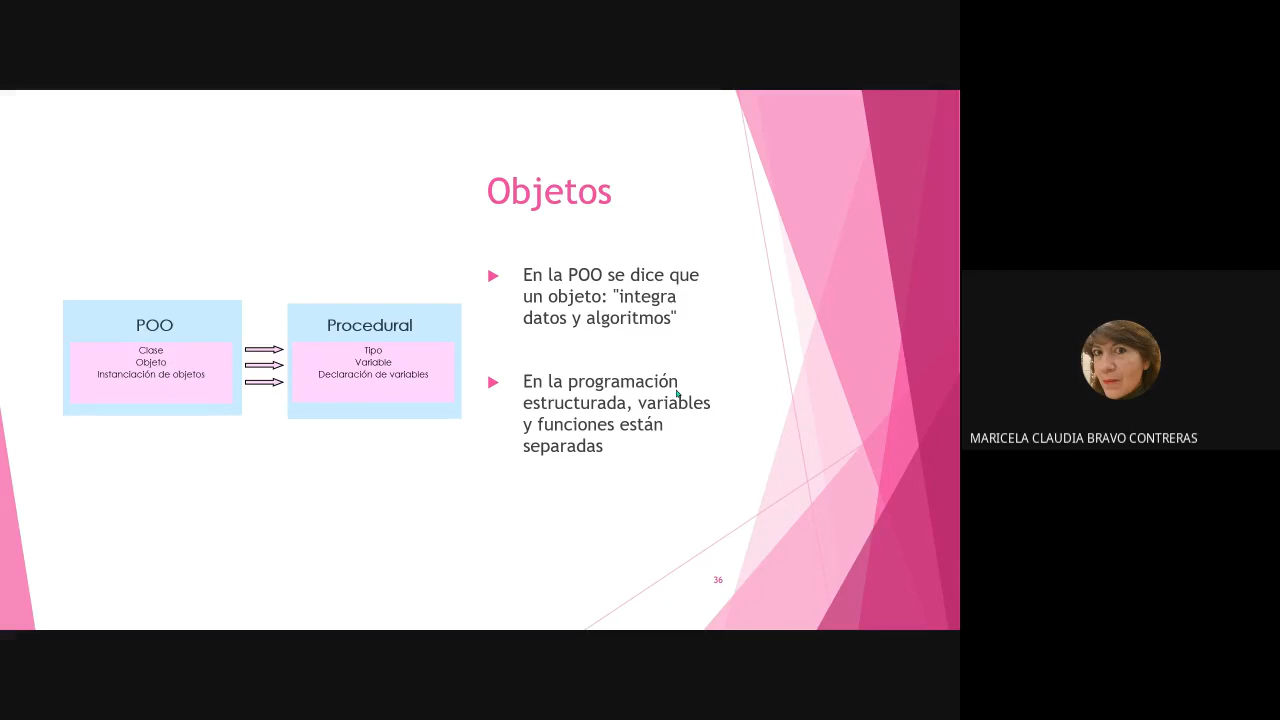 Objetos
POO
Clase
Objeto
Instanciación de objetos
Procedural
Tipo
Variable
Declaración de variables
En la POO se dice que
un objeto: "integra
datos y algoritmos"
En la programación
estructurada, variables
y funciones están
separadas
36
MARICELA CLAUDIA BRAVO CONTRERAS